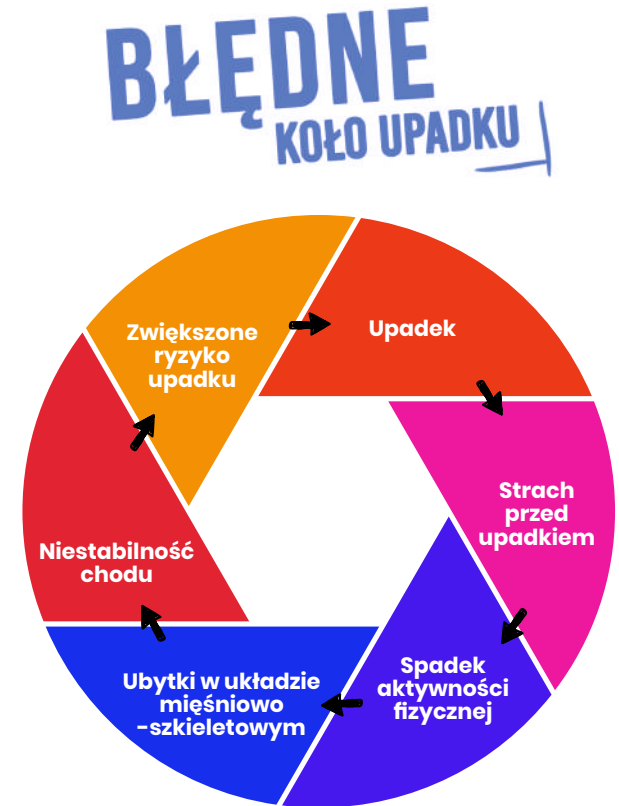 BŁĘDNE
KOŁO UPADKU
Zwiększone
ryzyko
upadku
Upadek
Strach
przed
upadkiem
Spadek
aktywności
fizycznej
Ubytki w układzie
mięśniowo
-szkieletowym
Niestabilność
chodu